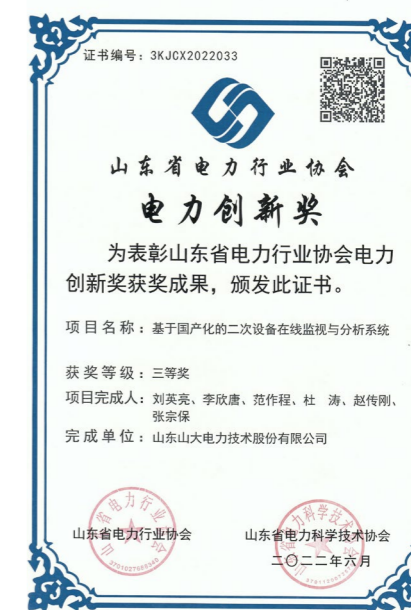 证书编号：3KJCX2022033
山东省电力行业协会
电力创新奖
为表彰山东省电力行业协会电力
创新奖获奖成果，颁发此证书。
项目名称：基于国产化的二次设备在线监视与分析系统
获奖等级：三等奖
项目完成人：刘英亮、李欣唐、范作程、杜 涛、赵传刚、
张宗保
完成单位：山东山大电力技术股份有限公司
山东省电力行业协会
山东省电力科学技术协会
二〇二二年六月